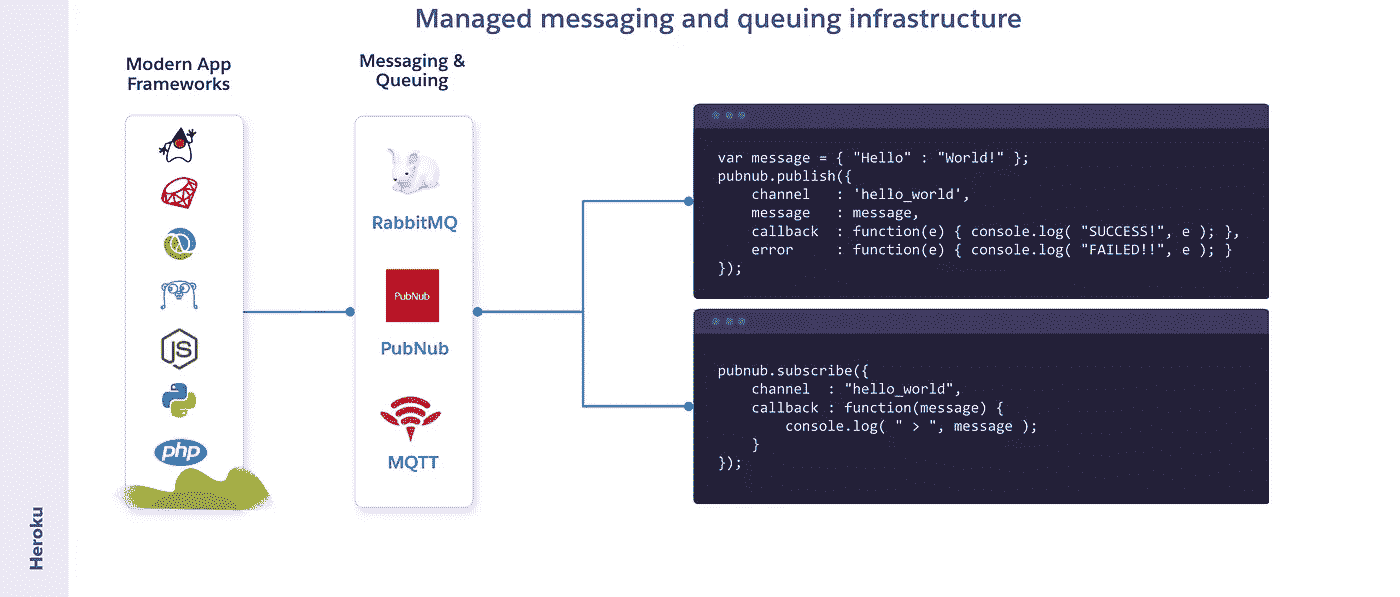 Managed messaging and queuing infrastructure
Modern App
Frameworks
Messaging &
Queuing
JS
php
RabbitMQ
PubNub
PubNub
MQTT
var message = { "Hello" : "World!" };
pubnub.publish({
    channel   : 'hello_world',
    message   : message,
    callback  : function(e) { console.log( "SUCCESS!", e ); },
    error     : function(e) { console.log( "FAILED!!", e ); }
});
pubnub.subscribe({
    channel  : "hello_world",
    callback : function(message) {
        console.log( " > ", message );
    }
});
Heroku